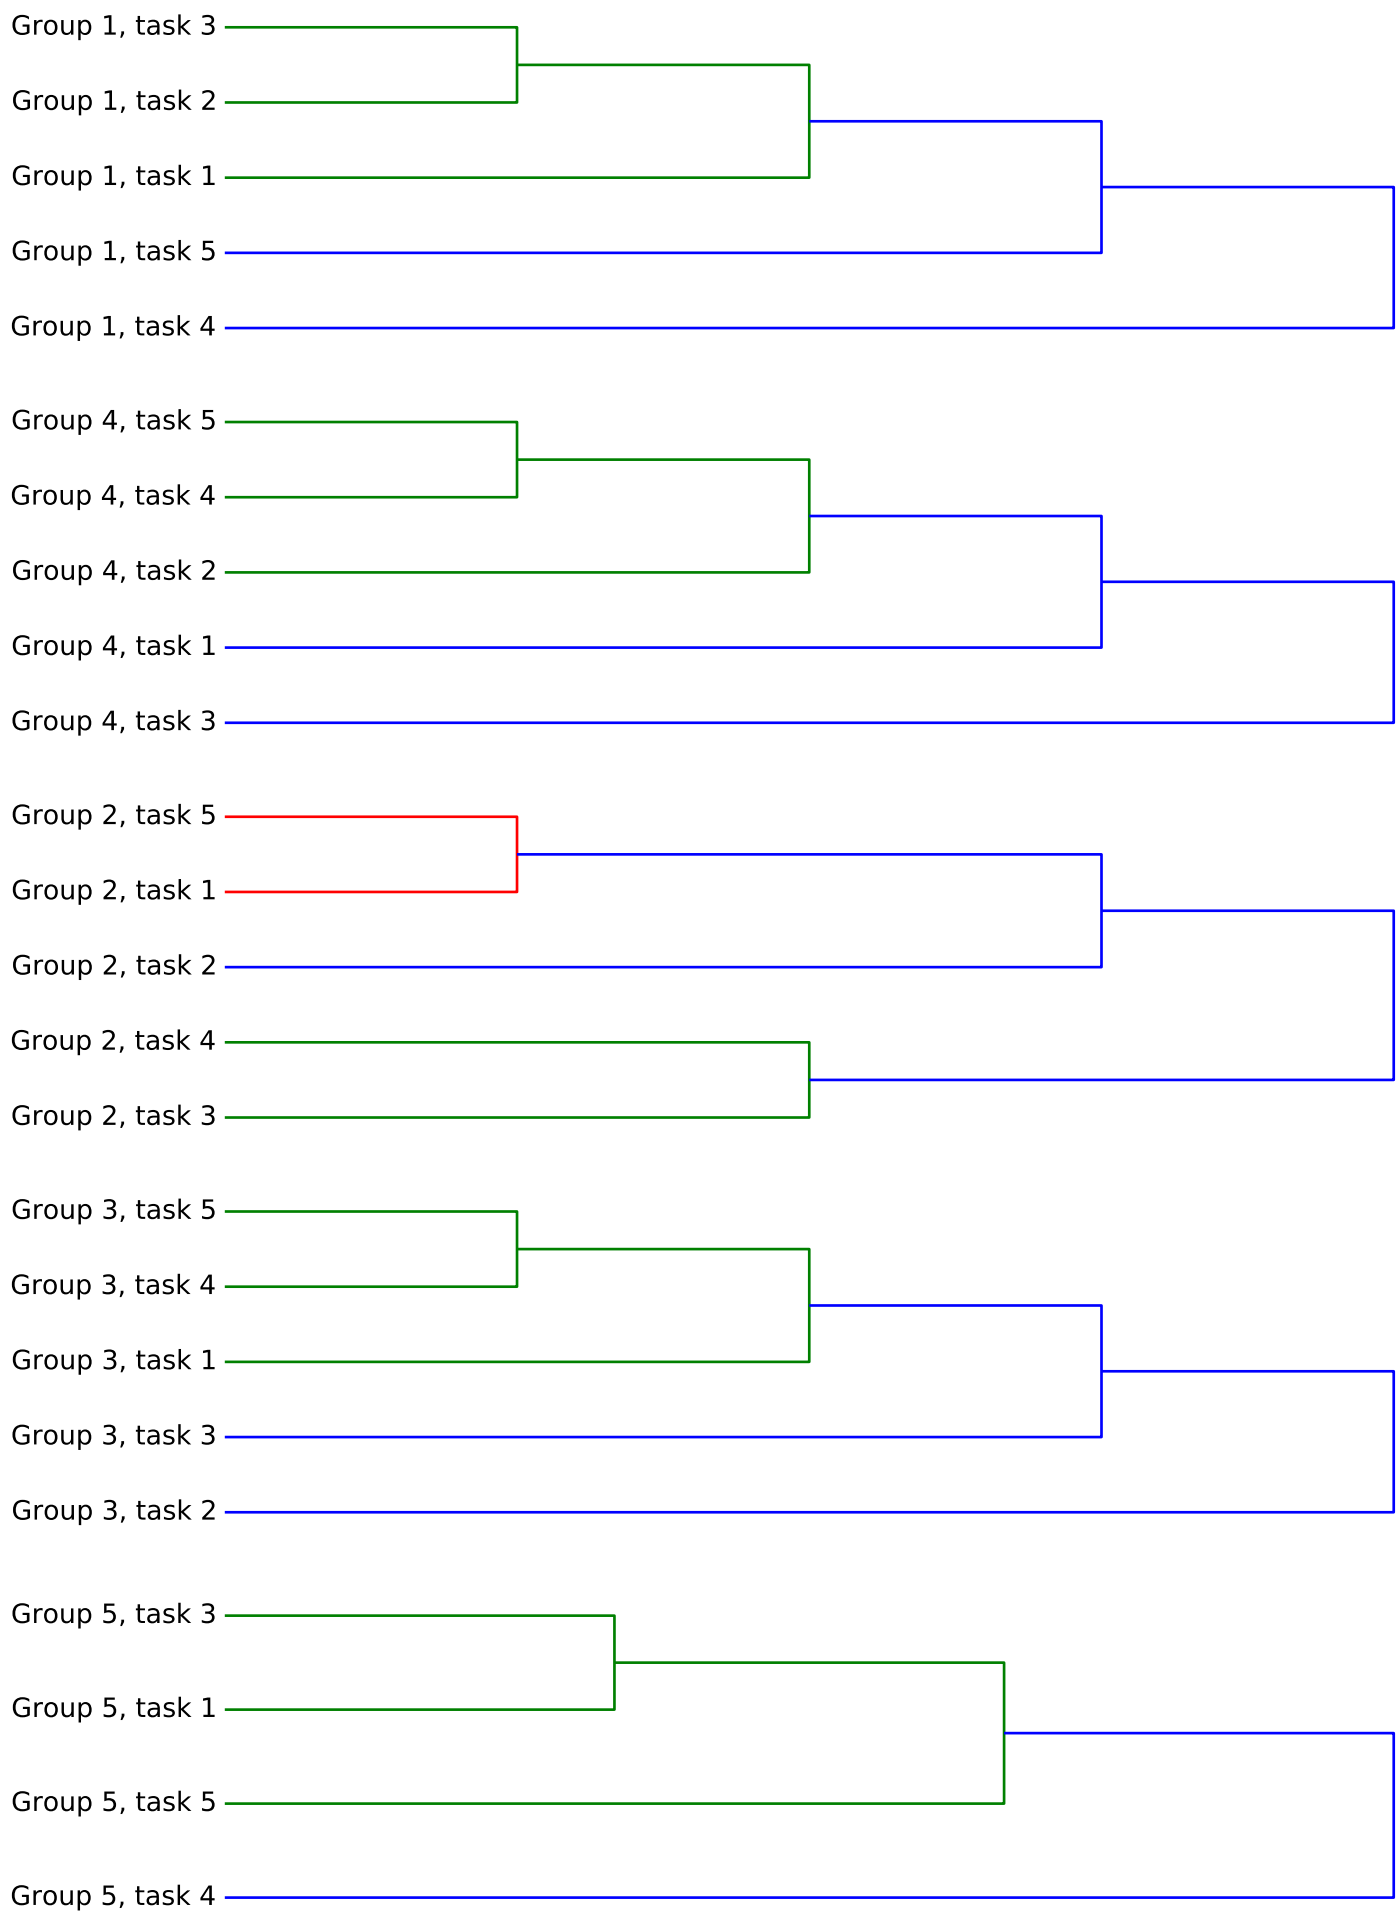 Group 1, task 3
Group 1, task 2
Group 1, task 1
Group 1, task 5
Group 1, task 4
Group 4, task 5
Group 4, task 4
Group 4, task 2
Group 4, task 1
Group 4, task 3
Group 2, task 5
Group 2, task 1
Group 2, task 2
Group 2, task 4
Group 2, task 3
Group 3, task 5
Group 3, task 4
Group 3, task 1
Group 3, task 3
Group 3, task 2
Group 5, task 3
Group 5, task 1
Group 5, task 5
Group 5, task 4